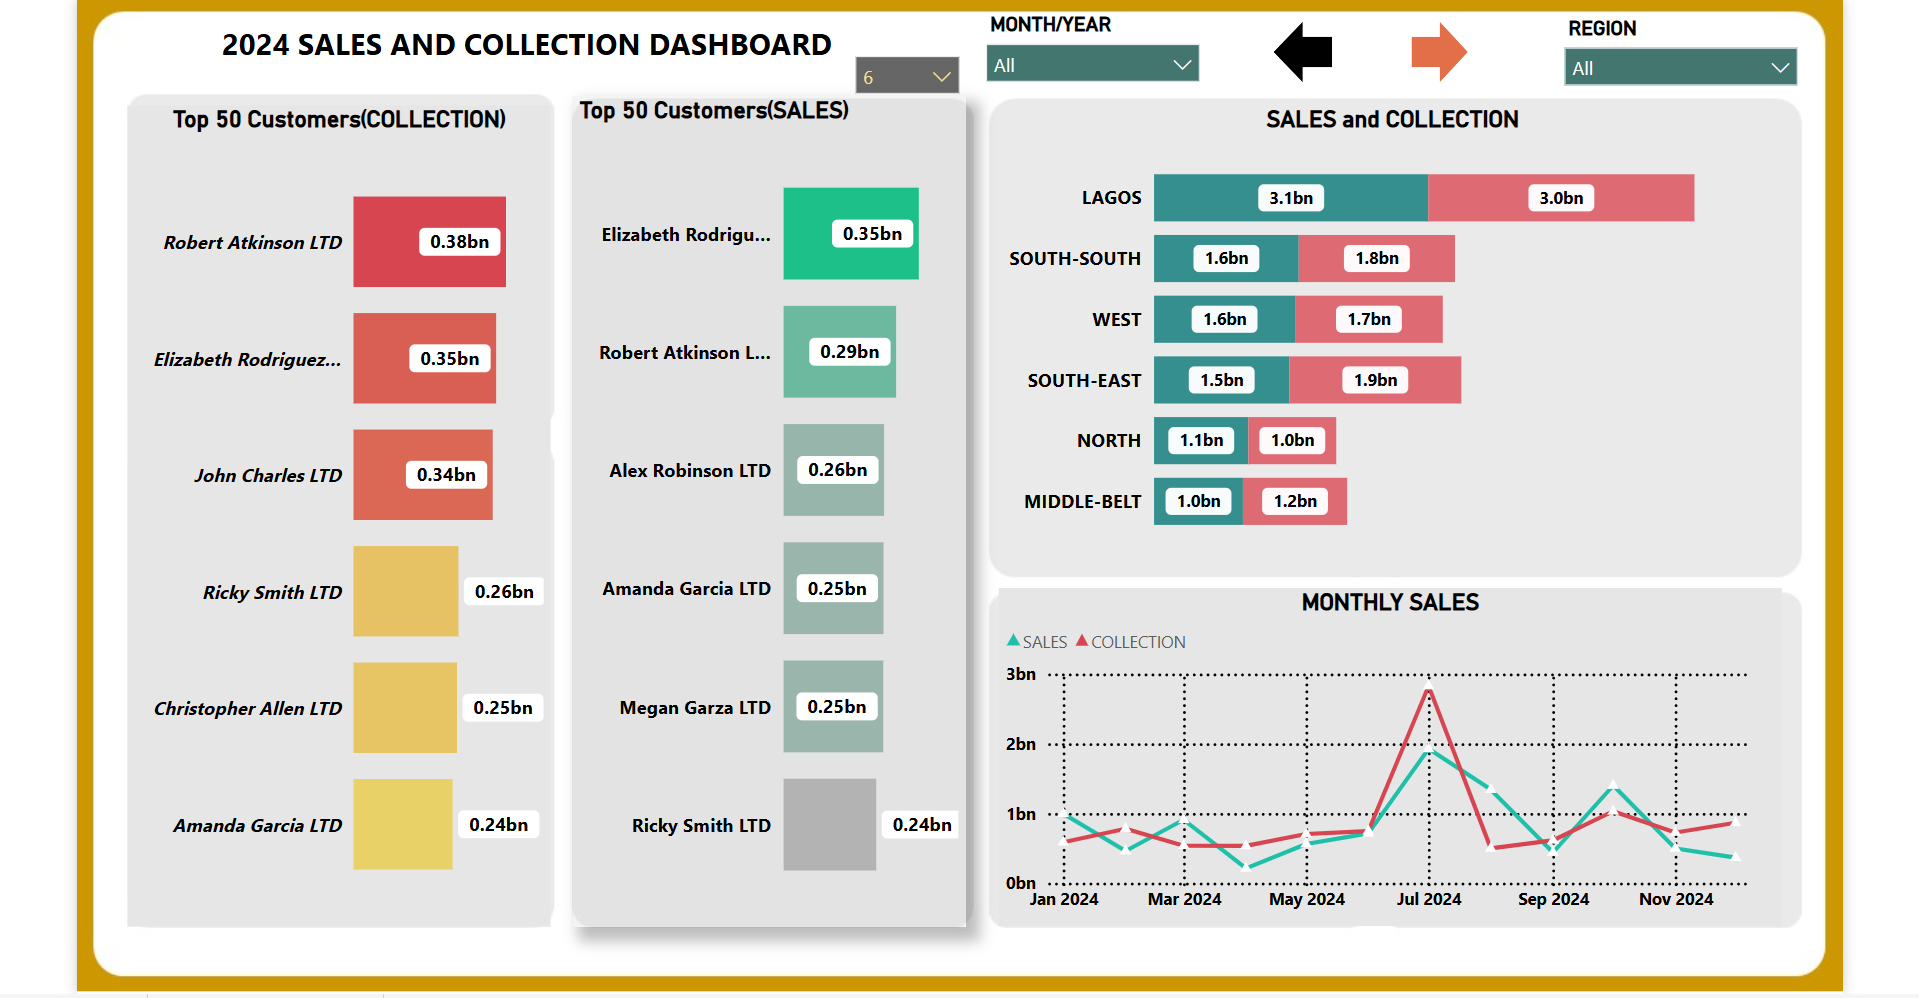 2024 SALES AND COLLECTION DASHBOARD
6
MONTH/YEAR
All
REGION
All
Top 50 Customers(COLLECTION)
Robert Atkinson LTD
0.38bn
Elizabeth Rodriguez...
0.35bn
John Charles LTD
0.34bn
Ricky Smith LTD
0.26bn
Christopher Allen LTD
0.25bn
Amanda Garcia LTD
0.24bn
Top 50 Customers(SALES)
Elizabeth Rodrigu...
0.35bn
Robert Atkinson L...
0.29bn
Alex Robinson LTD
0.26bn
Amanda Garcia LTD
0.25bn
Megan Garza LTD
0.25bn
Ricky Smith LTD
0.24bn
SALES and COLLECTION
LAGOS 3.1bn 3.0bn
SOUTH-SOUTH 1.6bn 1.8bn
WEST 1.6bn 1.7bn
SOUTH-EAST 1.5bn 1.9bn
NORTH 1.1bn 1.0bn
MIDDLE-BELT 1.0bn 1.2bn
MONTHLY SALES
SALES COLLECTION
3bn
2bn
1bn
0bn
Jan 2024 Mar 2024 May 2024 Jul 2024 Sep 2024 Nov 2024